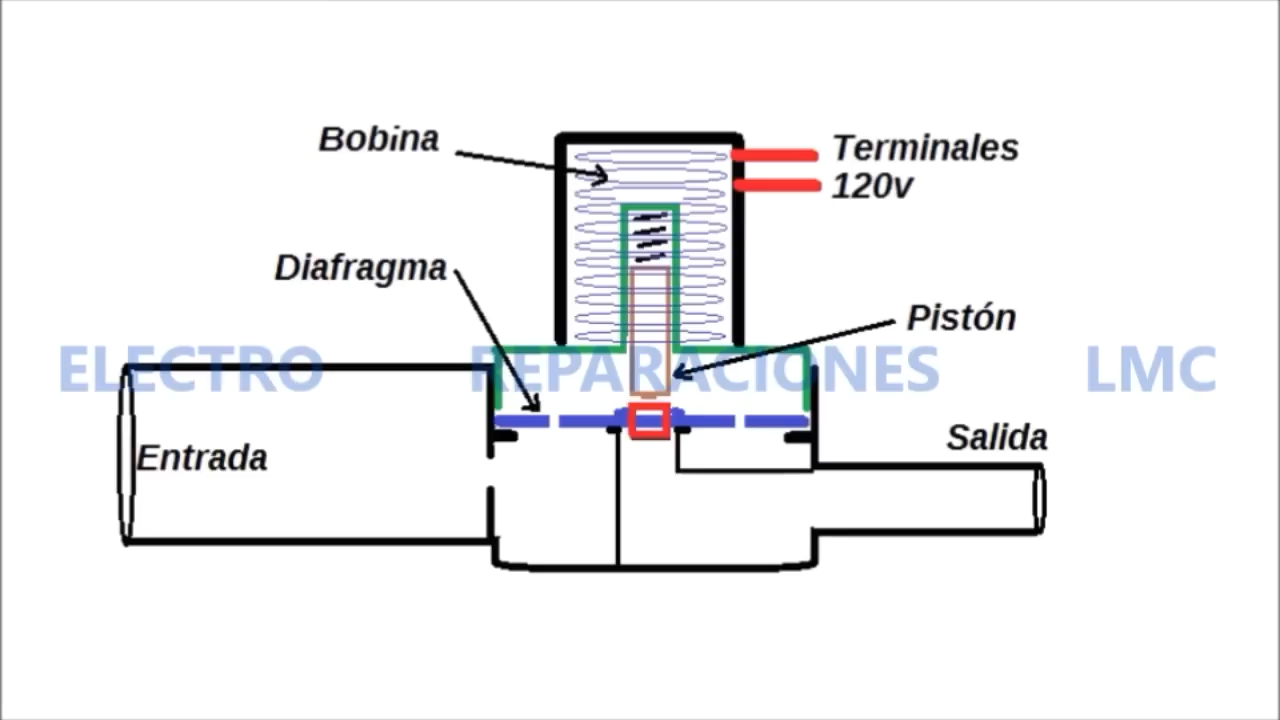 Bobina
Terminales
120v
Diafragma
Pistón
ELECTRO REPARACIONES LMC
Entrada
Salida